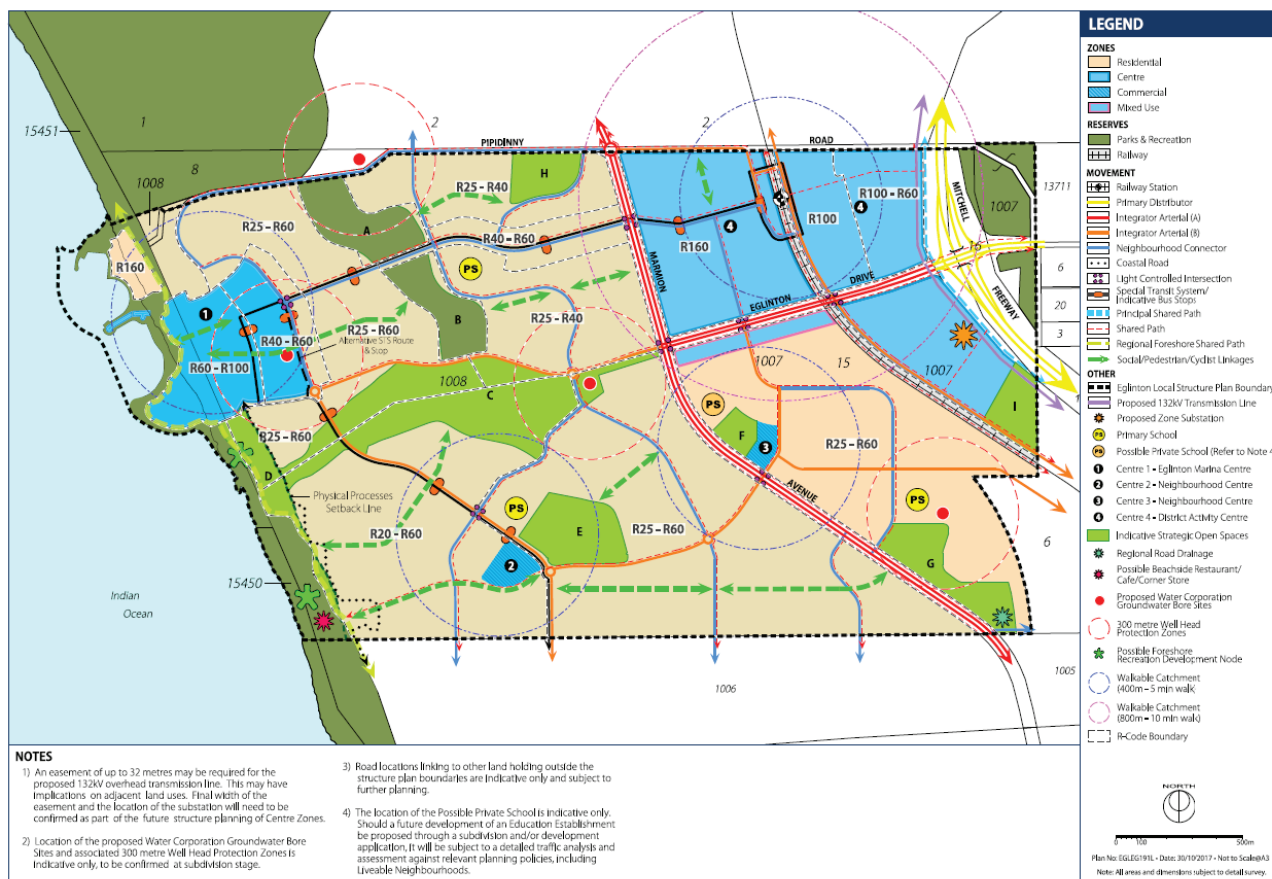 15451
1
8
1008
2
2
PIPIDINNY
ROAD
R25 - R40
H
R25 - R60
A
R40 - R60
PS
R160
4
R100
R100 - R60
4
MITCHELL
1007
13711
16
6
20
3
FREEWAY
R160
MARMION
EGLINTON
DRIVE
1
R40 - R60
R25 - R60
Alternative STS Route
& Stop
R60 - R100
B
R25 - R40
1007
15
1007
1008
C
R25 - R60
PS
F
3
R25 - R60
I
D
Physical Processes
Setback Line
AVENUE
R20 - R60
PS
E
R25 - R60
PS
G
6
2
15450
Indian
Ocean
1006
1005
LEGEND
ZONES
Residential
Centre
Commercial
Mixed Use
RESERVES
Parks & Recreation
Railway
MOVEMENT
Railway Station
Primary Distributor
Integrator Arterial (A)
Integrator Arterial (B)
Neighbourhood Connector
Coastal Road
Light Controlled Intersection
Special Transit System/
Indicative Bus Stops
Principal Shared Path
Shared Path
Regional Foreshore Shared Path
Social/Pedestrian/Cyclist Linkages
OTHER
Eglinton Local Structure Plan Boundary
Proposed 132kV Transmission Line
Proposed Zone Substation
PS Primary School
PS Possible Private School (Refer to Note 4
1 Centre 1 - Eglinton Marina Centre
2 Centre 2 - Neighbourhood Centre
3 Centre 3 - Neighbourhood Centre
4 Centre 4 - District Activity Centre
Indicative Strategic Open Spaces
Regional Road Drainage
Possible Beachside Restaurant/
Cafe/Corner Store
Proposed Water Corporation
Groundwater Bore Sites
300 metre Well Head
Protection Zones
Possible Foreshore
Recreation Development Node
Walkable Catchment
(400m - 5 min walk)
Walkable Catchment
(800m - 10 min walk)
R-Code Boundary
NORTH
0 100 500m
Plan No: EGLEG191L • Date: 30/10/2017 • Not to Scale@A3
Note: All areas and dimensions subject to detail survey.
NOTES
1) An easement of up to 32 metres may be required for the
proposed 132kV overhead transmission line. This may have
implications on adjacent land uses. Final width of the
easement and the location of the substation will need to be
confirmed as part of the future structure planning of Centre Zones.
2) Location of the proposed Water Corporation Groundwater Bore
Sites and associated 300 metre Well Head Protection Zones is
indicative only, to be confirmed at subdivision stage.
3) Road locations linking to other land holding outside the
structure plan boundaries are indicative only and subject to
further planning.
4) The location of the Possible Private School is indicative only.
Should a future development of an Education Establishment
be proposed through a subdivision and/or development
application, it will be subject to a detailed traffic analysis and
assessment against relevant planning policies, including
Liveable Neighbourhoods.